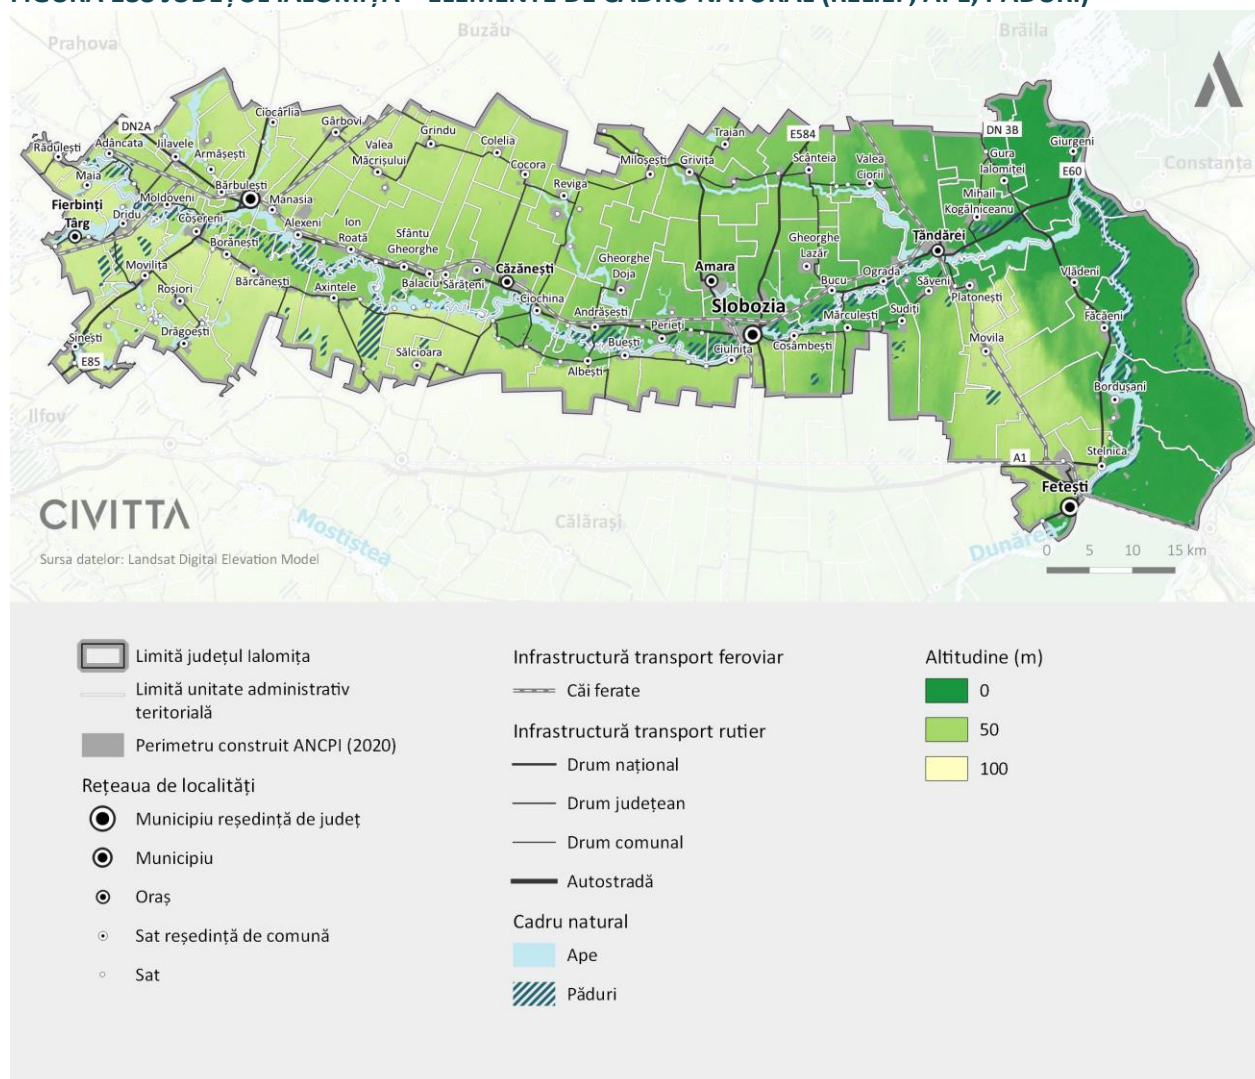 Prahova
Buzău
Brăila
Ciocârlia
DN2A
Gârbovi
Grindu
Traian
E584
DN 3B
Giurgeni
Rădulești
Adâncata
Jilavele
Armășești
Valea
Măcrișului
Colelia
Cocora
Miloșești
Grivița
Scânteia
Valea
Ciorii
Gura
Ialomiței
E60
Constanța
Maia
Bărbulești
Reviga
Mihail
Kogălniceanu
Fierbinți
Târg
Moldoveni
Dridu
Coșereni
Manasia
Alexeni
Ion
Roată
Sfântu
Gheorghe
Gheorghe
Lazăr
Țăndărei
Borănești
Movilița
Bărcănești
Axintele
Balaciu
Sărățeni
Căzănești
Gheorghe
Doja
Amara
Bucu
Ograda
Săveni
Platonești
Vlădeni
Roșiori
Ciochina
Andrășești
Slobozia
Mărculești
Sudiți
Făcăeni
Drăgoești
Sinești
E85
Sălcioara
Perieți
Buești
Ciulnița
Cosâmbești
Movila
Albești
Bordușani
Ilfov
A1
Stelnica
Fetești
CIVITTA
Mostiștea
Călărași
Dunărea
Sursa datelor: Landsat Digital Elevation Model
0 5 10 15 km
Limită județul Ialomița
Limită unitate administrativ
teritorială
Perimetru construit ANCPI (2020)
Rețeaua de localități
Municipiu reședință de județ
Municipiu
Oraș
Sat reședință de comună
Sat
Infrastructură transport feroviar
Căi ferate
Infrastructură transport rutier
Drum național
Drum județean
Drum comunal
Autostradă
Cadru natural
Ape
Păduri
Altitudine (m)
0
50
100